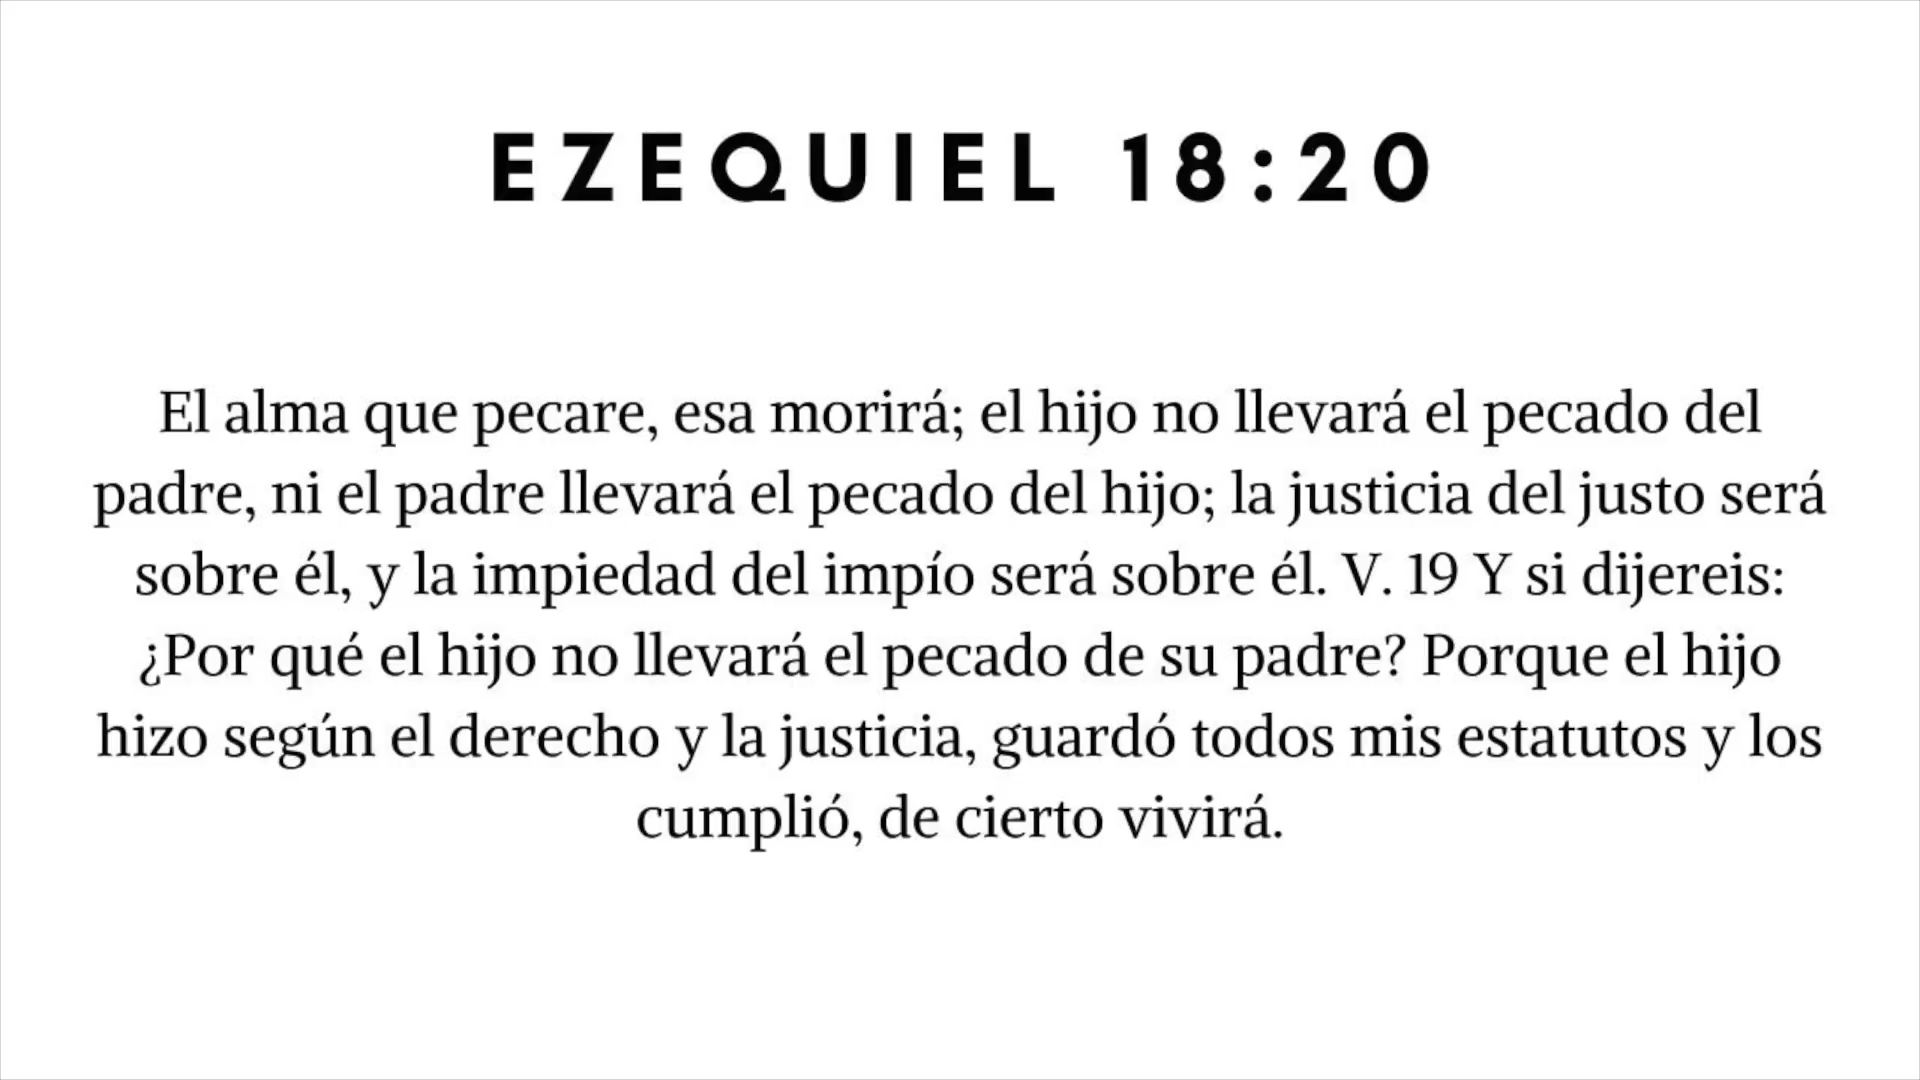 EZEQUIEL 18:20
El alma que pecare, esa morirá; el hijo no llevará el pecado del
padre, ni el padre llevará el pecado del hijo; la justicia del justo será
sobre él, y la impiedad del impío será sobre él. V. 19 Y si dijereis:
¿Por qué el hijo no llevará el pecado de su padre? Porque el hijo
hizo según el derecho y la justicia, guardó todos mis estatutos y los
cumplió, de cierto vivirá.